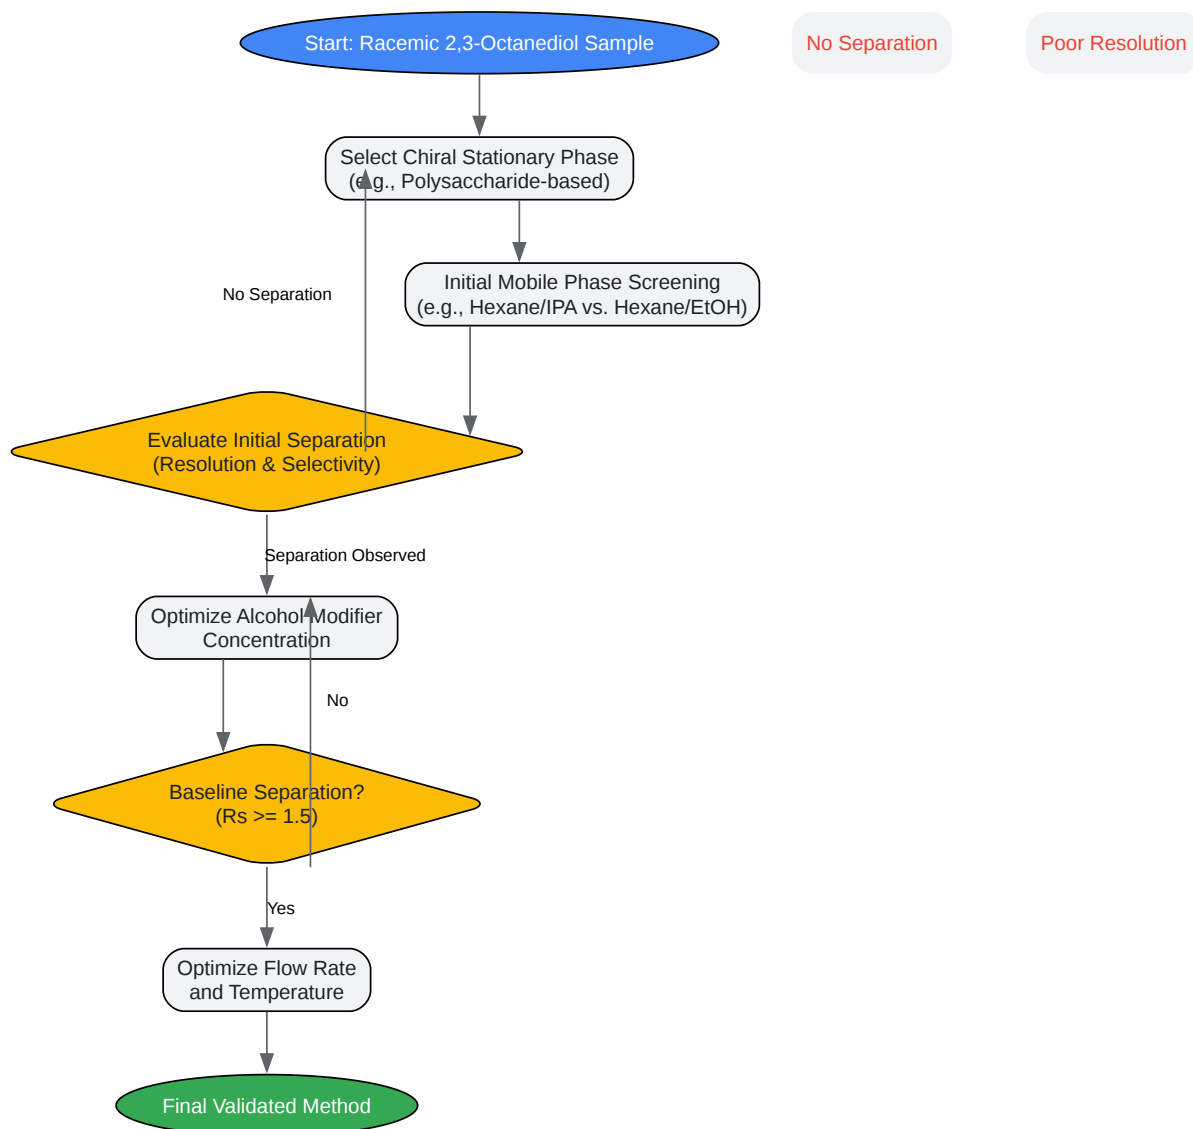 Start: Racemic 2,3-Octanediol Sample
No Separation
Poor Resolution
Select Chiral Stationary Phase
(e.g., Polysaccharide-based)
Initial Mobile Phase Screening
(e.g., Hexane/IPA vs. Hexane/EtOH)
No Separation
Evaluate Initial Separation
(Resolution & Selectivity)
Separation Observed
Optimize Alcohol Modifier
Concentration
No
Baseline Separation?
(Rs >= 1.5)
Yes
Optimize Flow Rate
and Temperature
Final Validated Method